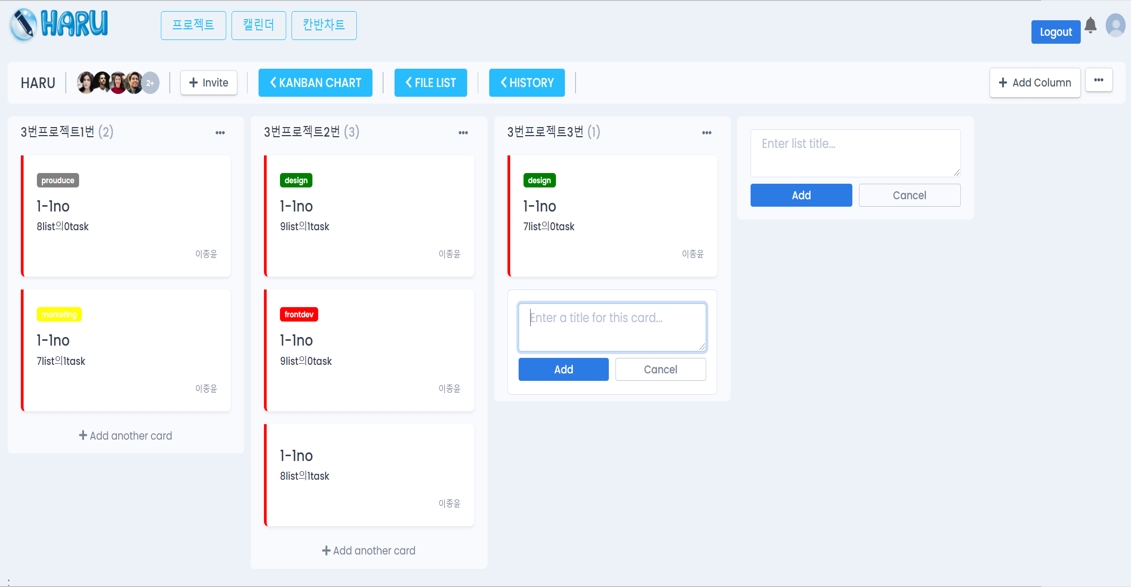 HARU
프로젝트 캘린더 칸반차트
Logout
HARU
2+
Invite
KANBAN CHART
FILE LIST
HISTORY
Add Column
3번프로젝트1번 (2)
prouduce
1-1no
8list의0task
이종윤
marketing
1-1no
7list의1task
이종윤
Add another card
3번프로젝트2번 (3)
design
1-1no
9list의1task
이종윤
frontdev
1-1no
9list의0task
이종윤
1-1no
8list의1task
이종윤
Add another card
3번프로젝트3번 (1)
design
1-1no
7list의0task
이종윤
Enter a title for this card...
Add Cancel
Enter list title...
Add Cancel